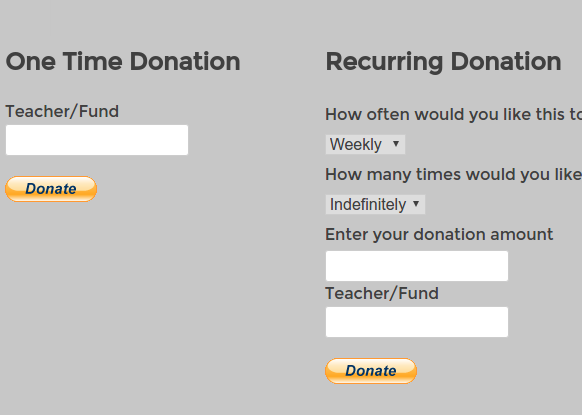 One Time Donation
Teacher/Fund
Donate
Recurring Donation
How often would you like this to
Weekly
How many times would you like
Indefinitely
Enter your donation amount
Teacher/Fund
Donate